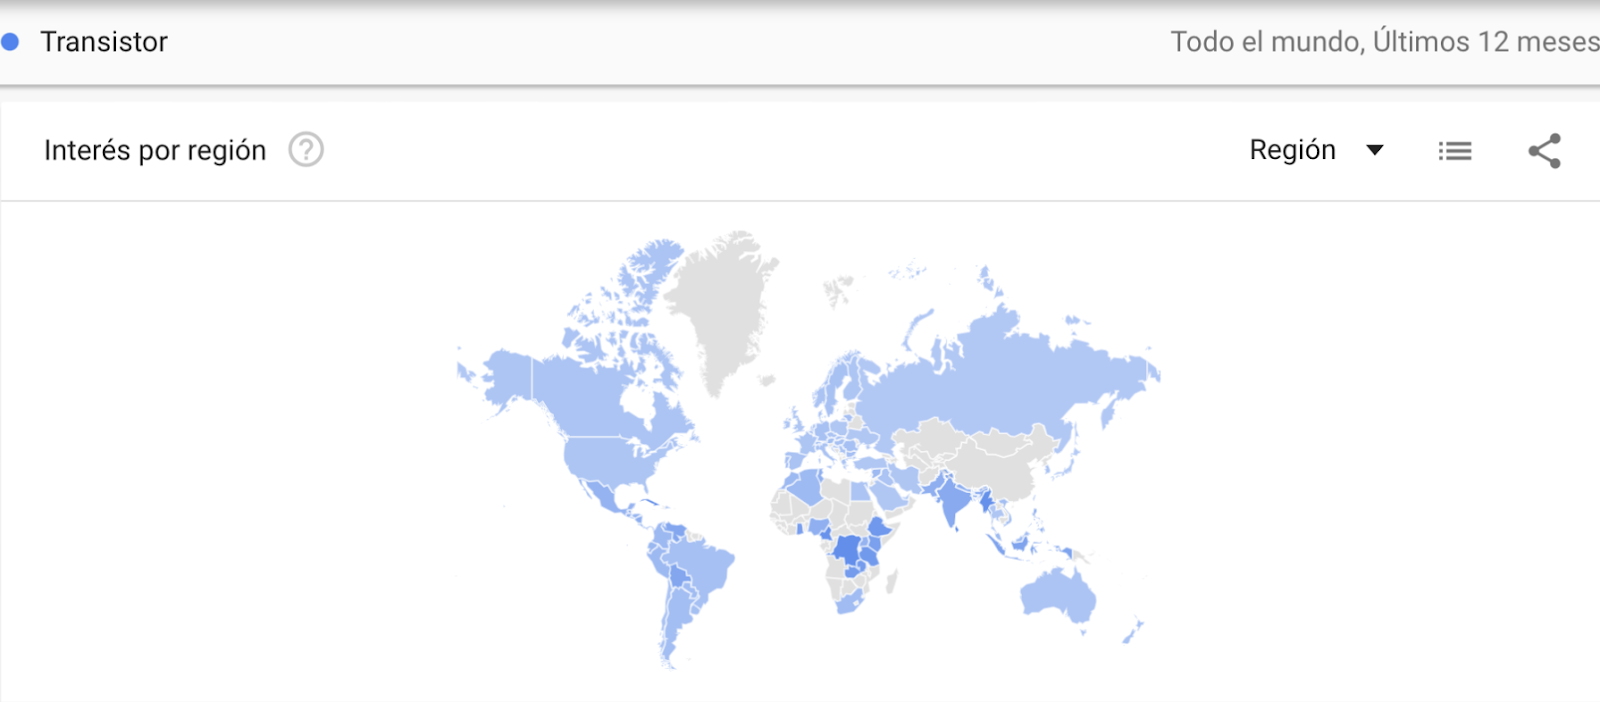 Transistor
Todo el mundo, Últimos 12 meses
Interés por región ?
Región